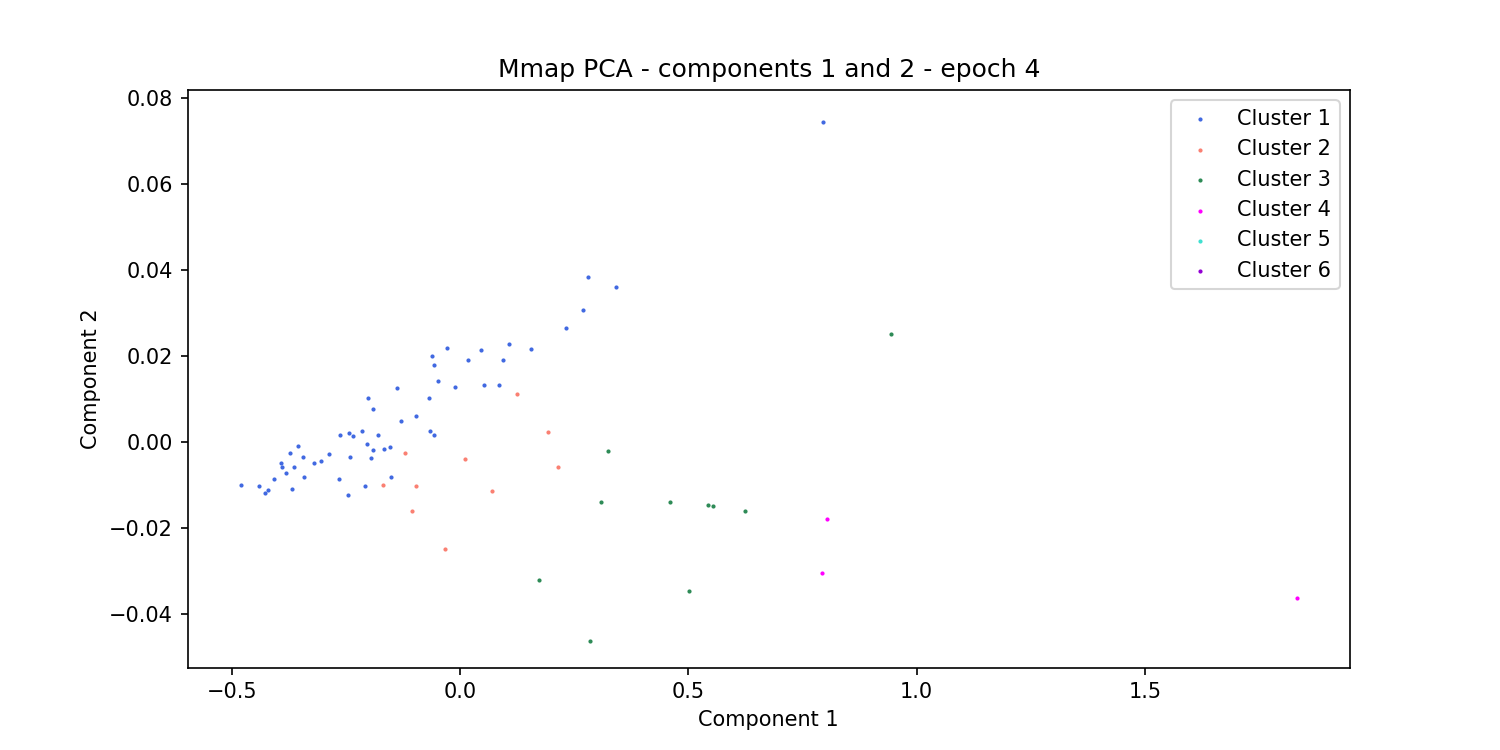 Mmap PCA - components 1 and 2 - epoch 4
0.08
0.06
0.04
0.02
0.00
−0.02
−0.04
Component 2
Cluster 1
Cluster 2
Cluster 3
Cluster 4
Cluster 5
Cluster 6
−0.5
0.0
0.5
1.0
1.5
Component 1